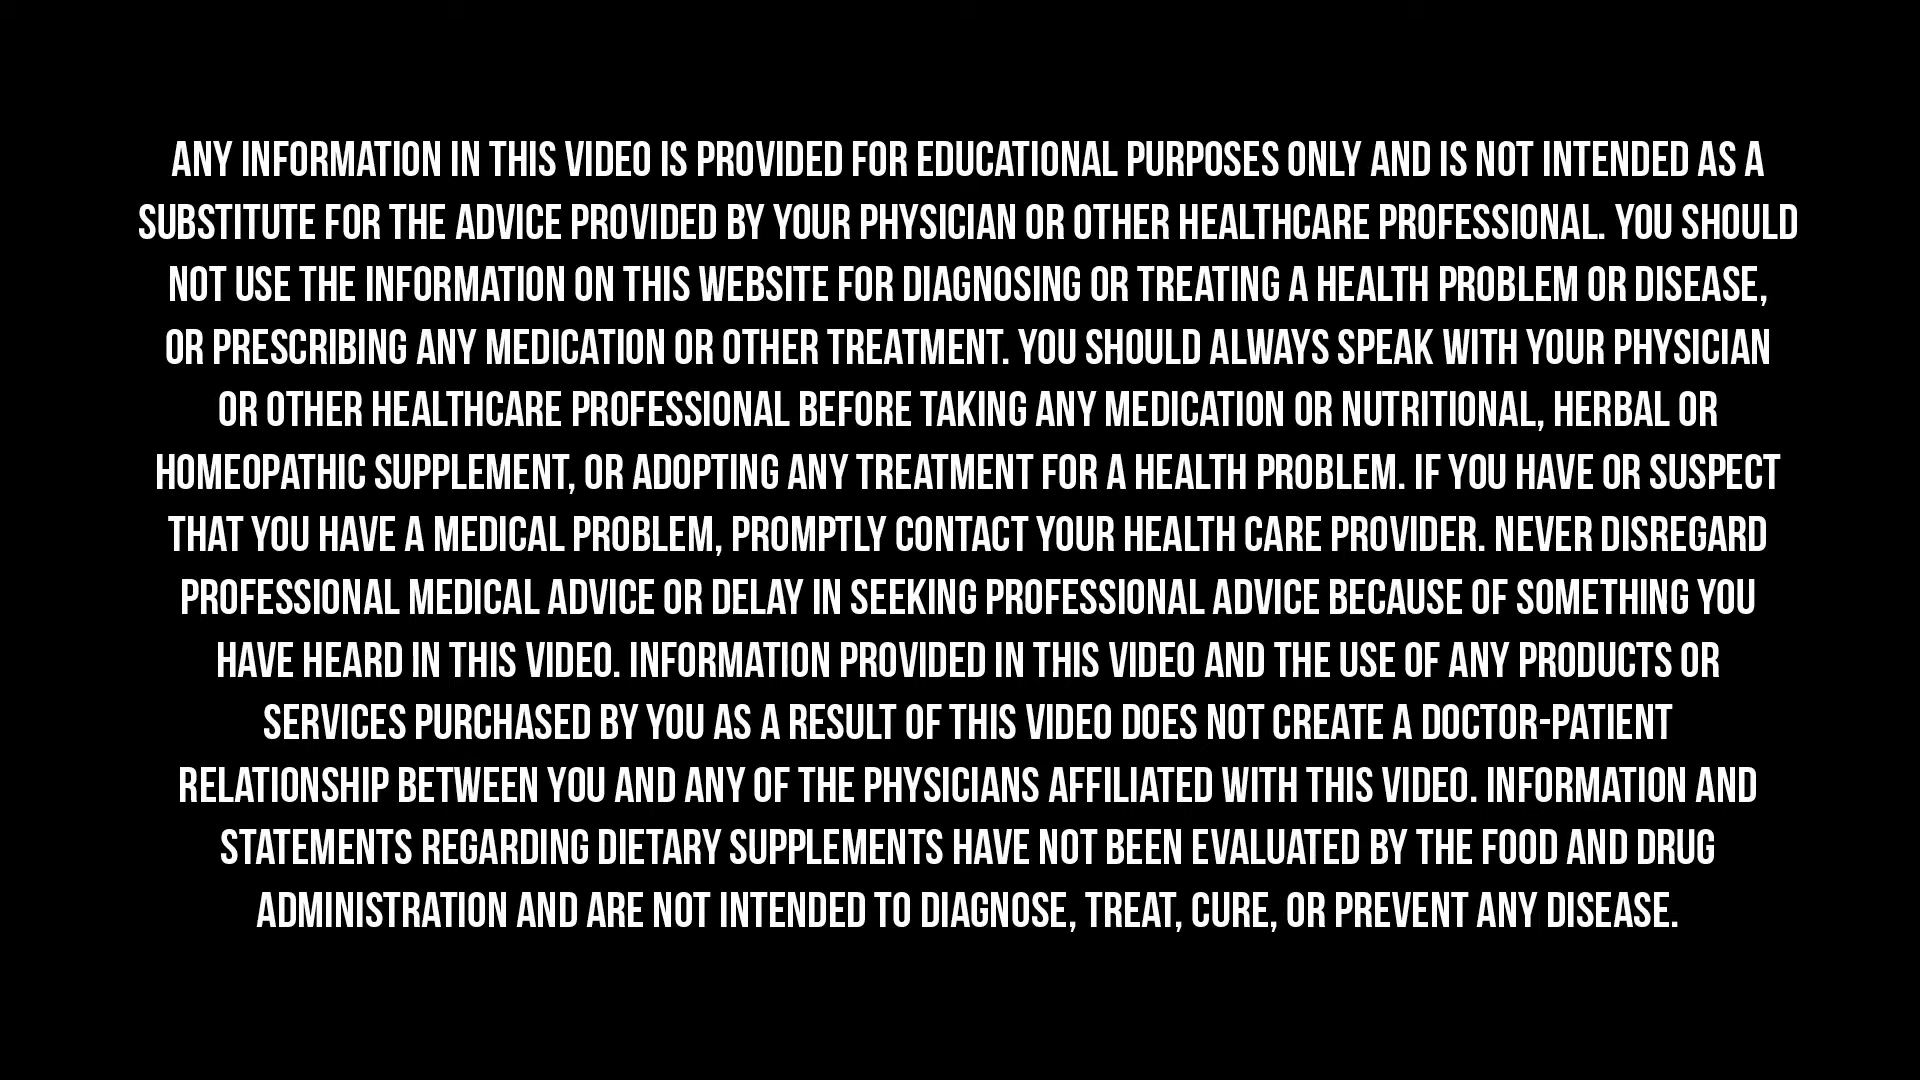 ANY INFORMATION IN THIS VIDEO IS PROVIDED FOR EDUCATIONAL PURPOSES ONLY AND IS NOT INTENDED AS A
SUBSTITUTE FOR THE ADVICE PROVIDED BY YOUR PHYSICIAN OR OTHER HEALTHCARE PROFESSIONAL. YOU SHOULD
NOT USE THE INFORMATION ON THIS WEBSITE FOR DIAGNOSING OR TREATING A HEALTH PROBLEM OR DISEASE,
OR PRESCRIBING ANY MEDICATION OR OTHER TREATMENT. YOU SHOULD ALWAYS SPEAK WITH YOUR PHYSICIAN
OR OTHER HEALTHCARE PROFESSIONAL BEFORE TAKING ANY MEDICATION OR NUTRITIONAL, HERBAL OR
HOMEOPATHIC SUPPLEMENT, OR ADOPTING ANY TREATMENT FOR A HEALTH PROBLEM. IF YOU HAVE OR SUSPECT
THAT YOU HAVE A MEDICAL PROBLEM, PROMPTLY CONTACT YOUR HEALTH CARE PROVIDER. NEVER DISREGARD
PROFESSIONAL MEDICAL ADVICE OR DELAY IN SEEKING PROFESSIONAL ADVICE BECAUSE OF SOMETHING YOU
HAVE HEARD IN THIS VIDEO. INFORMATION PROVIDED IN THIS VIDEO AND THE USE OF ANY PRODUCTS OR
SERVICES PURCHASED BY YOU AS A RESULT OF THIS VIDEO DOES NOT CREATE A DOCTOR-PATIENT
RELATIONSHIP BETWEEN YOU AND ANY OF THE PHYSICIANS AFFILIATED WITH THIS VIDEO. INFORMATION AND
STATEMENTS REGARDING DIETARY SUPPLEMENTS HAVE NOT BEEN EVALUATED BY THE FOOD AND DRUG
ADMINISTRATION AND ARE NOT INTENDED TO DIAGNOSE, TREAT, CURE, OR PREVENT ANY DISEASE.